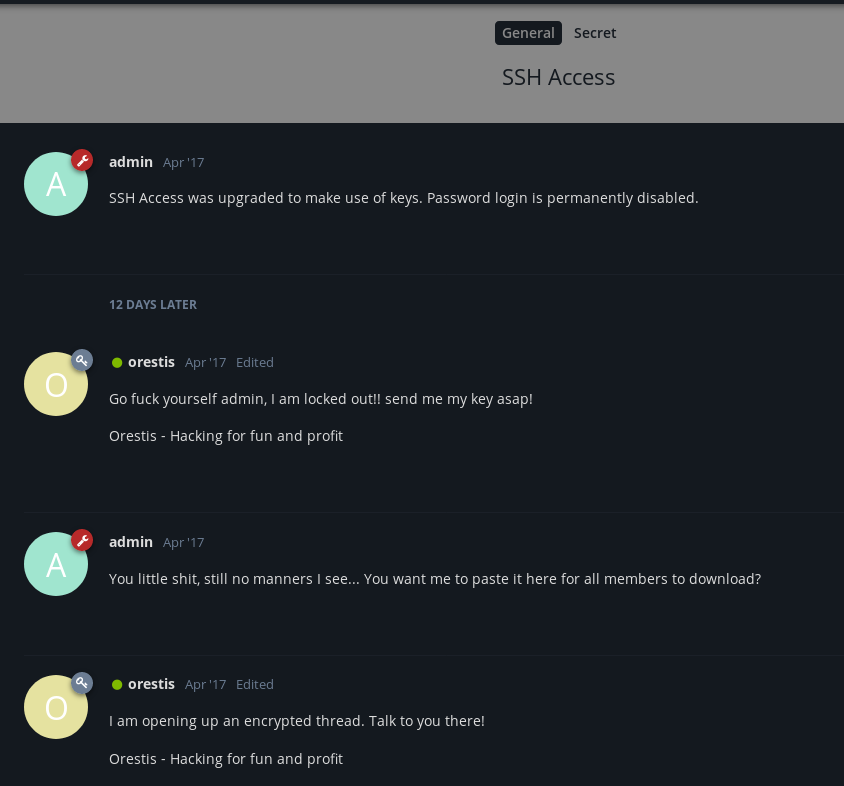 General Secret
SSH Access
A
admin Apr '17
SSH Access was upgraded to make use of keys. Password login is permanently disabled.
12 DAYS LATER
O
orestis Apr '17 Edited
Go fuck yourself admin, I am locked out!! send me my key asap!
Orestis - Hacking for fun and profit
A
admin Apr '17
You little shit, still no manners I see... You want me to paste it here for all members to download?
O
orestis Apr '17 Edited
I am opening up an encrypted thread. Talk to you there!
Orestis - Hacking for fun and profit